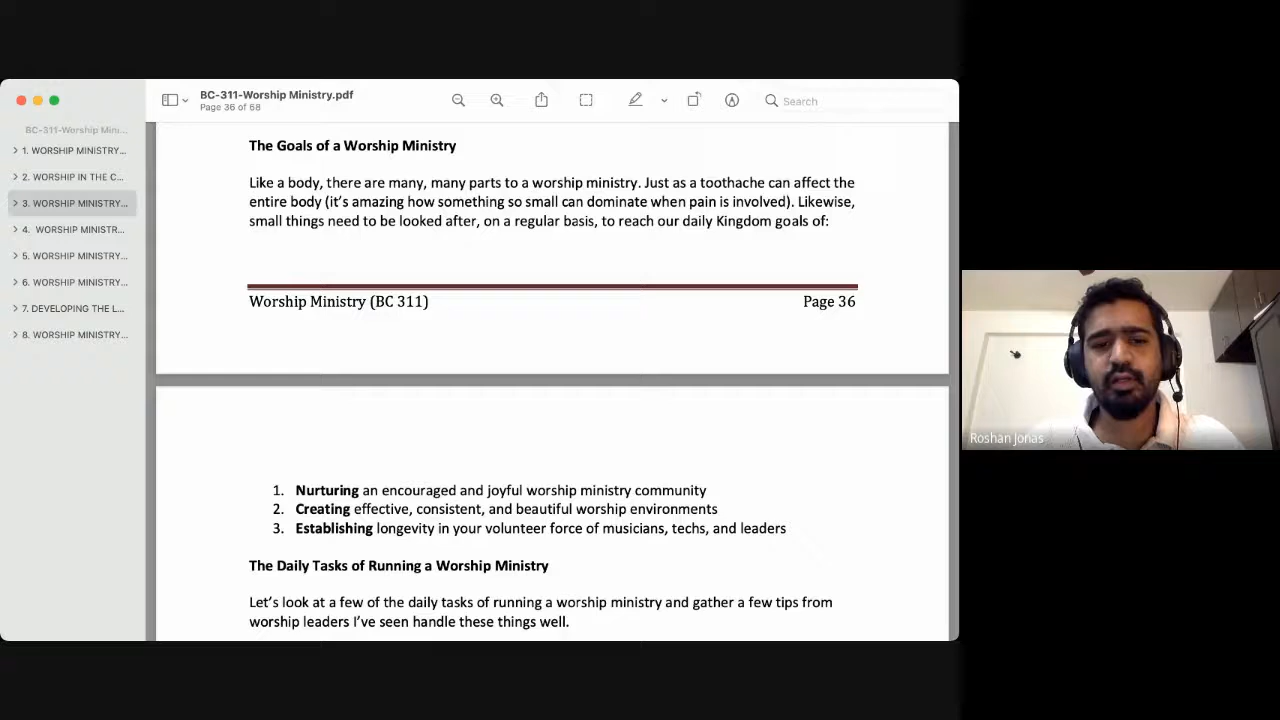 BC-311-Worship Ministry.pdf
Page 36 of 68
Search
BC-311-Worship Mini...
1. WORSHIP MINISTRY...
2. WORSHIP IN THE C...
3. WORSHIP MINISTRY...
4. WORSHIP MINISTR...
5. WORSHIP MINISTRY...
6. WORSHIP MINISTRY...
7. DEVELOPING THE L...
8. WORSHIP MINISTRY...
The Goals of a Worship Ministry
Like a body, there are many, many parts to a worship ministry. Just as a toothache can affect the
entire body (it's amazing how something so small can dominate when pain is involved). Likewise,
small things need to be looked after, on a regular basis, to reach our daily Kingdom goals of:
Worship Ministry (BC 311) Page 36
1. Nurturing an encouraged and joyful worship ministry community
2. Creating effective, consistent, and beautiful worship environments
3. Establishing longevity in your volunteer force of musicians, techs, and leaders
The Daily Tasks of Running a Worship Ministry
Let's look at a few of the daily tasks of running a worship ministry and gather a few tips from
worship leaders I've seen handle these things well.
Roshan Jonas